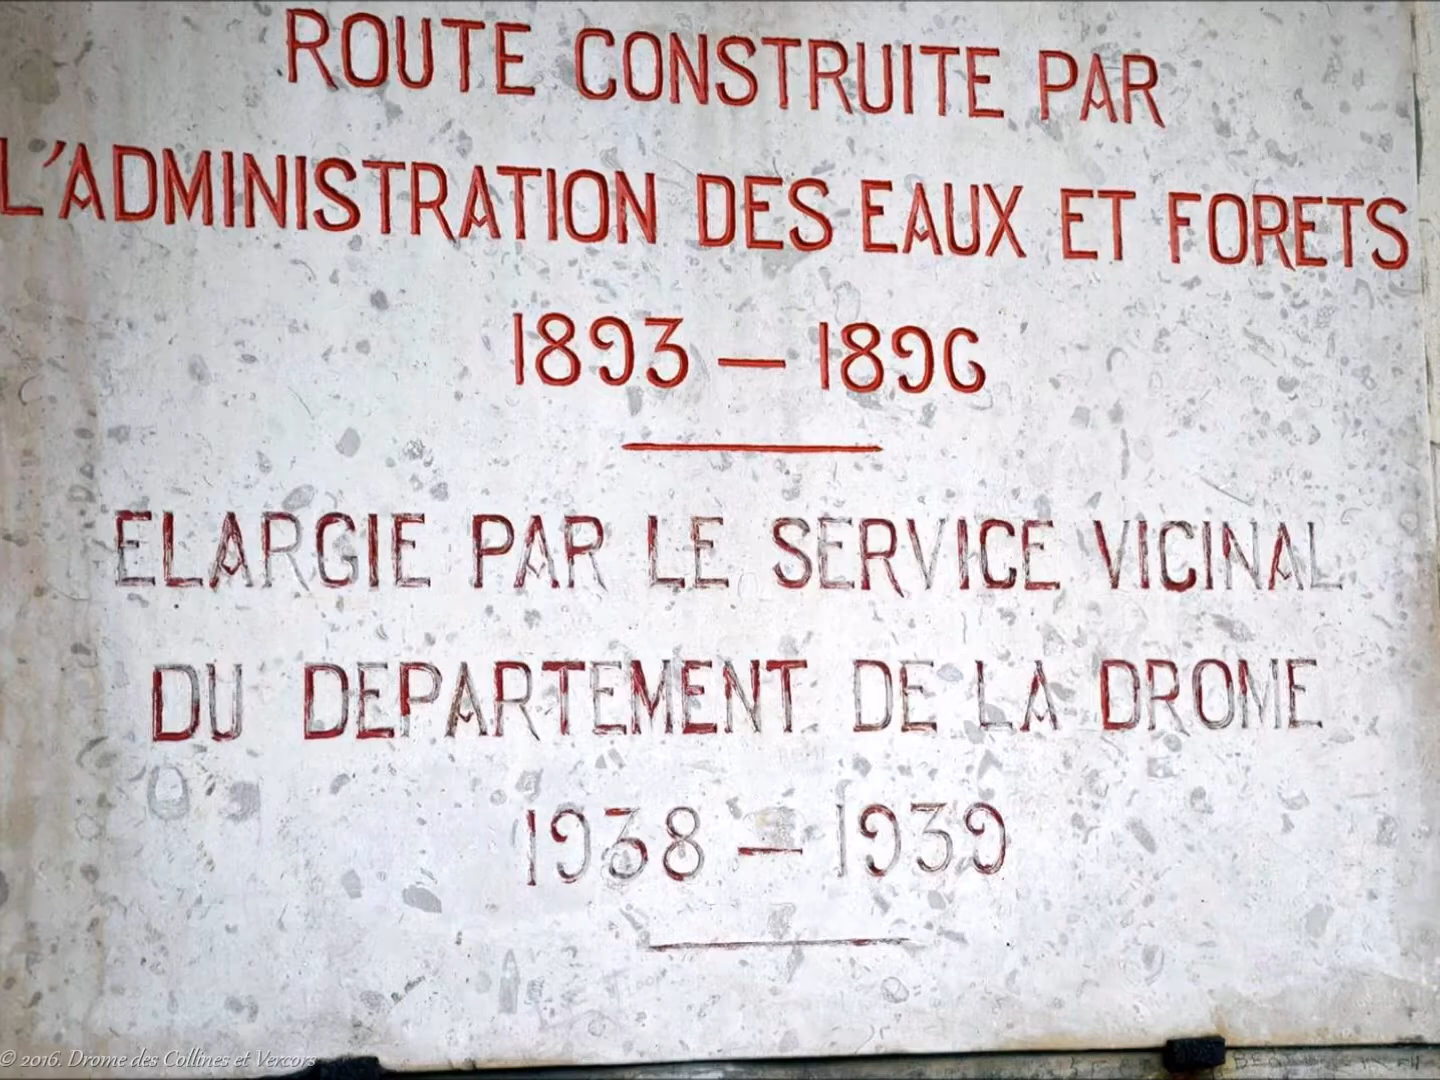 ROUTE CONSTRUITE PAR
L'ADMINISTRATION DES EAUX ET FORETS
1893 — 1896
ELARGIE PAR LE SERVICE VICINAL
DU DEPARTEMENT DE LA DROME
1938 — 1939
© 2016. Drome des Collines et Vercors